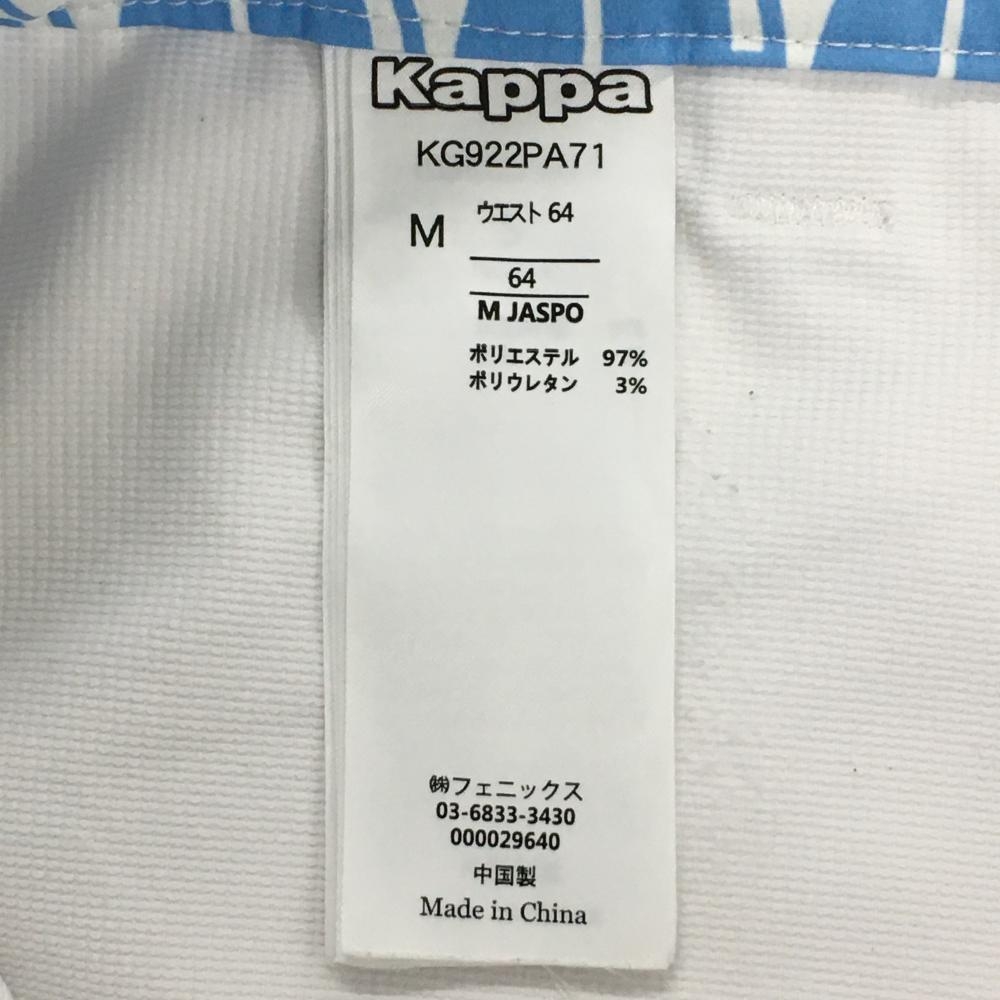 Kappa
KG922PA71
M
ウエスト 64
64
M JASPO
ポリエステル 97%
ポリウレタン 3%
㈱フェニックス
03-6833-3430
000029640
中国製
Made in China